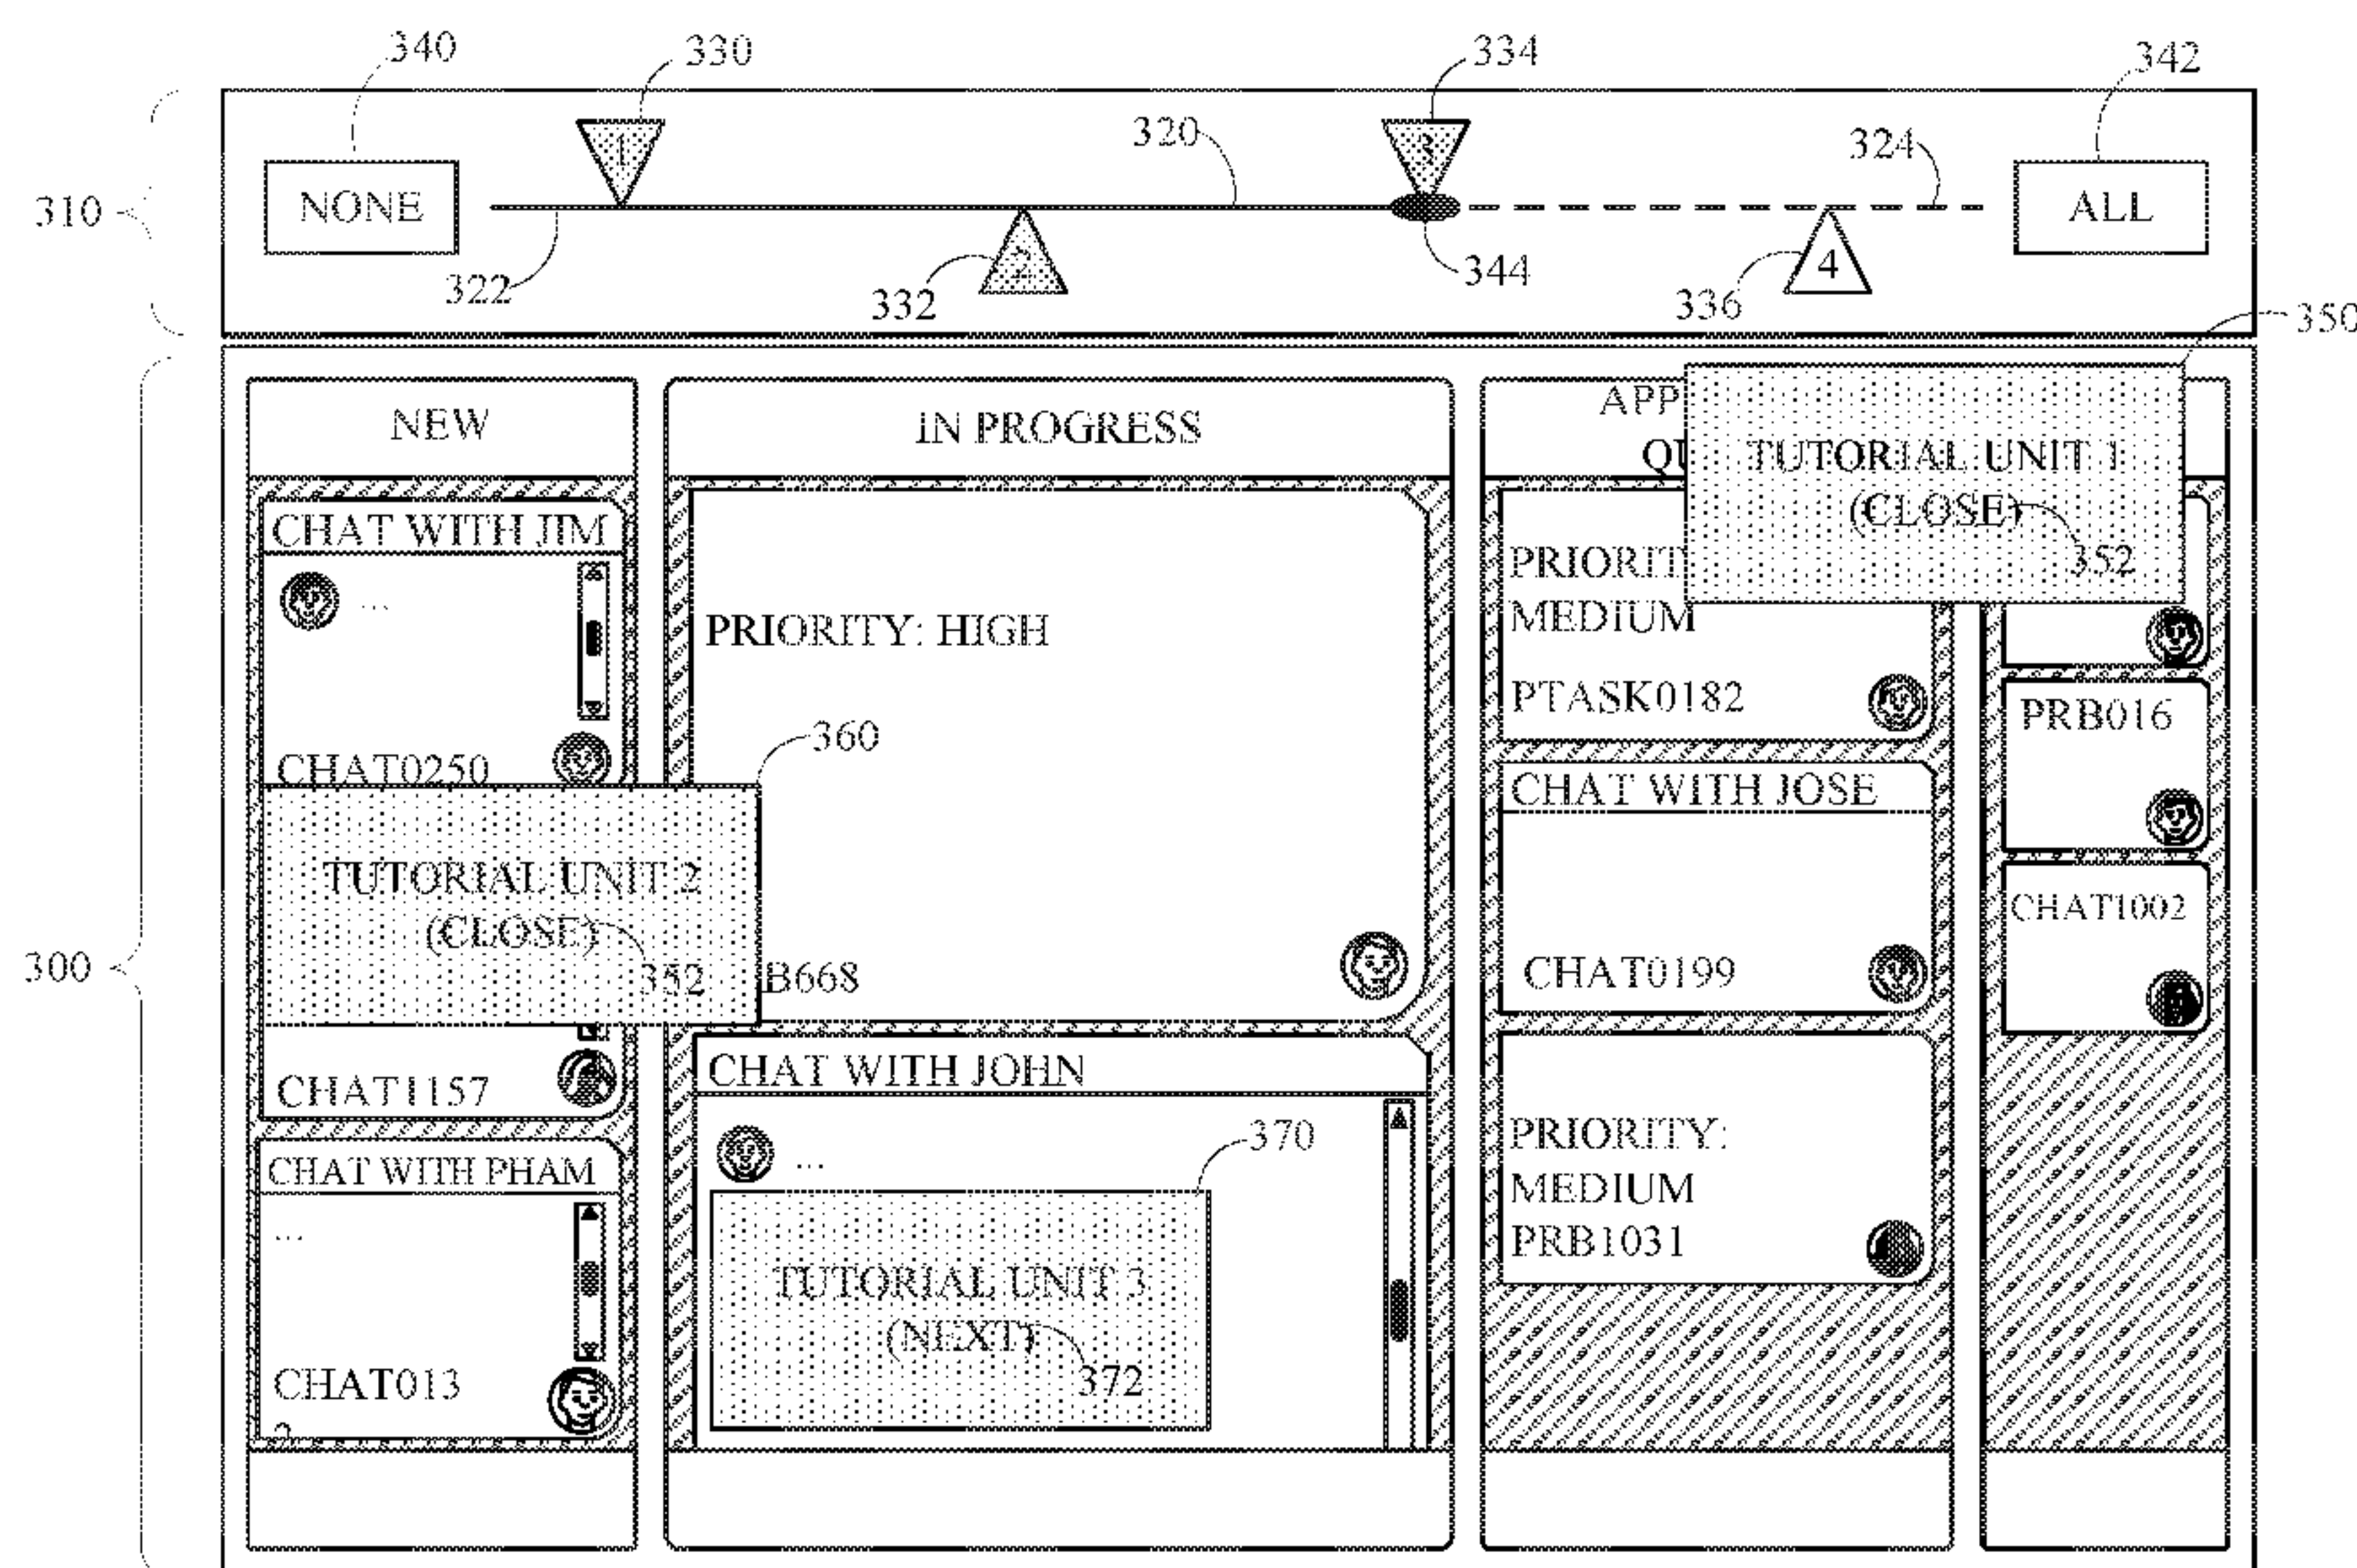 340
330
334
342
1
3
320
324
310
NONE
ALL
322
332
2
344
336
4
350
NEW
IN PROGRESS
APP
QU
TUTORIAL UNIT 1
(CLOSE)
352
CHAT WITH JIM
...
CHAT0250
PRIORITY: HIGH
PRIORIT
MEDIUM
PTASK0182
PRB016
360
300
TUTORIAL UNIT 2
(CLOSE)
352
B668
CHAT WITH JOSE
CHAT0199
CHAT1002
CHAT1157
CHAT WITH JOHN
...
370
CHAT WITH PHAM
...
CHAT013
TUTORIAL UNIT 3
(NEXT)
372
PRIORITY:
MEDIUM
PRB1031